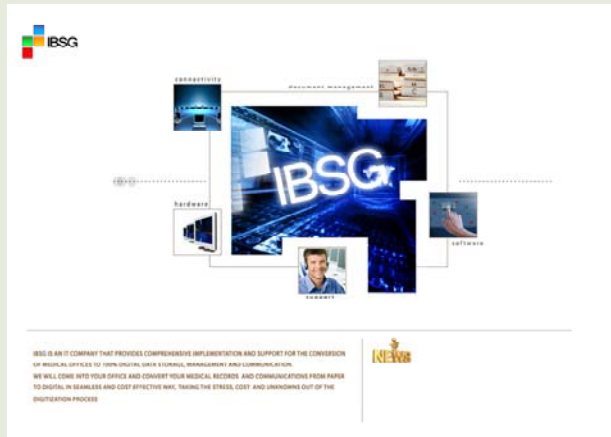 IBSG
connectivity
document management
IBSG
hardware
software
support
IBSG IS AN IT COMPANY THAT PROVIDES COMPREHENSIVE IMPLEMENTATION AND SUPPORT FOR THE CONVERSION
OF MEDICAL OFFICES TO 100% DIGITAL DATA STORAGE, MANAGEMENT AND COMMUNICATION.
WE WILL COME INTO YOUR OFFICE AND CONVERT YOUR MEDICAL RECORDS AND COMMUNICATIONS FROM PAPER
TO DIGITAL IN SEAMLESS AND COST EFFECTIVE WAY, TAKING THE STRESS, COST AND UNKNOWNS OUT OF THE
DIGITIZATION PROCESS